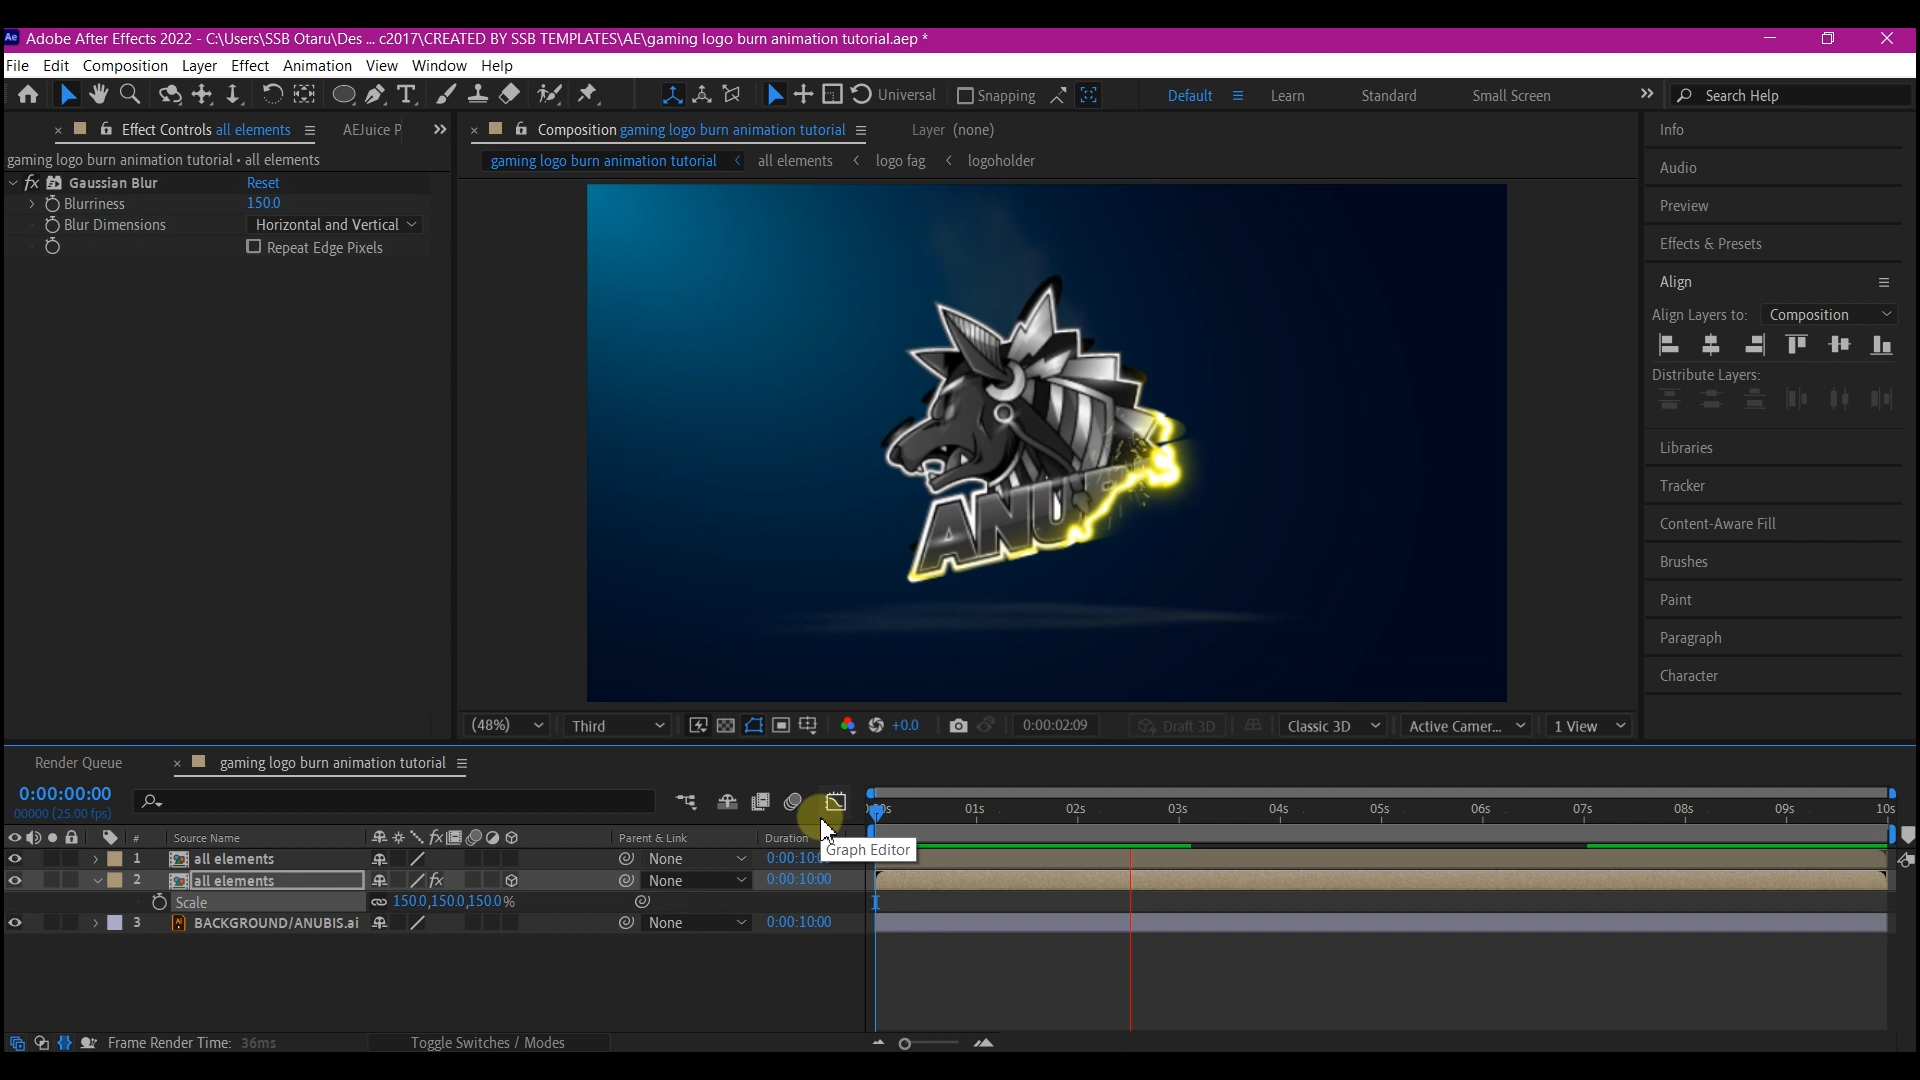 Ae Adobe After Effects 2022 - C:\Users\SSB Otaru\Des ... c2017\CREATED BY SSB TEMPLATES\AE\gaming logo burn animation tutorial.aep *
File Edit Composition Layer Effect Animation View Window Help
Universal Snapping Default Learn Standard Small Screen Search Help
Effect Controls all elements AEJuice P Composition gaming logo burn animation tutorial Layer (none) Info
gaming logo burn animation tutorial • all elements gaming logo burn animation tutorial all elements logo fag logoholder
Audio
fx Gaussian Blur Reset
Blurriness 150.0 Preview
Blur Dimensions Horizontal and Vertical
Repeat Edge Pixels Effects & Presets
Align
Align Layers to: Composition
Distribute Layers:
Libraries
Tracker
ANU
Content-Aware Fill
Brushes
Paint
Paragraph
Character
(48%) Third +0.0 0:00:02:09 Draft 3D Classic 3D Active Camer... 1 View
Render Queue gaming logo burn animation tutorial
0:00:00:00
00000 (25.00 fps) 01s 02s 03s 04s 05s 06s 07s 08s 09s 10s
# Source Name fx Parent & Link Duration
Graph Editor
1 all elements None
2 all elements fx None 0:00:10:00
Scale 150.0,150.0,150.0%
3 Ai BACKGROUND/ANUBIS.ai None 0:00:10:00
Frame Render Time: 36ms Toggle Switches / Modes